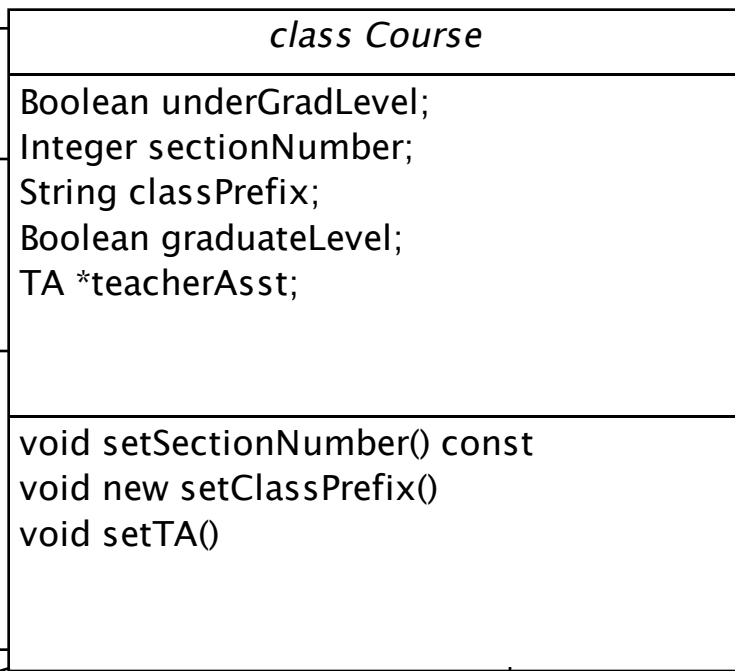 class Course
Boolean underGradLevel;
Integer sectionNumber;
String classPrefix;
Boolean graduateLevel;
TA *teacherAsst;
void setSectionNumber() const
void new setClassPrefix()
void setTA()